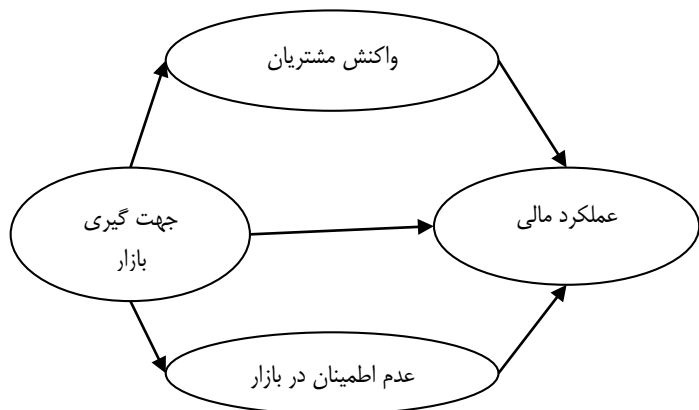 واکنش مشتریان
جهت گیری
بازار
عملکرد مالی
عدم اطمینان در بازار